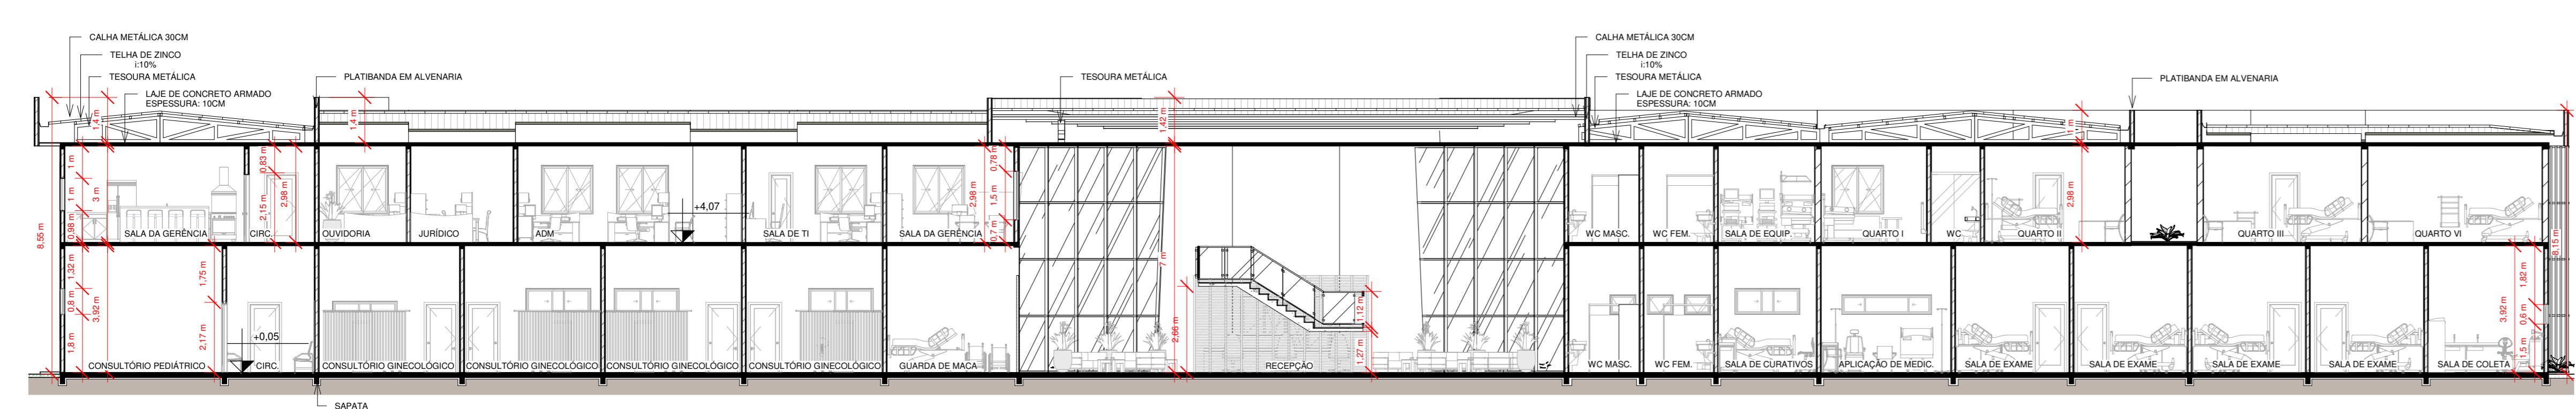 CALHA METÁLICA 30CM
TELHA DE ZINCO
i:10%
TESOURA METÁLICA
LAJE DE CONCRETO ARMADO
ESPESSURA: 10CM
PLATIBANDA EM ALVENARIA
TESOURA METÁLICA
CALHA METÁLICA 30CM
TELHA DE ZINCO
i:10%
TESOURA METÁLICA
LAJE DE CONCRETO ARMADO
ESPESSURA: 10CM
PLATIBANDA EM ALVENARIA
8,55 m
1,4 m
1,4 m
1,42 m
1 m
1 m
1 m
0,98 m
3 m
0,83 m
2,15 m
2,98 m
2,98 m
0,78 m
1,5 m
0,7 m
7 m
2,98 m
8,15 m
+4,07
SALA DA GERÊNCIA
CIRC.
OUVIDORIA
JURÍDICO
ADM
SALA DE TI
SALA DA GERÊNCIA
WC MASC.
WC FEM.
SALA DE EQUIP.
QUARTO I
WC
QUARTO II
QUARTO III
QUARTO VI
1,32 m
0,8 m
1,8 m
3,92 m
1,75 m
2,17 m
+0,05
2,66 m
1,12 m
1,27 m
3,92 m
1,82 m
0,6 m
1,5 m
CONSULTÓRIO PEDIÁTRICO
CIRC.
CONSULTÓRIO GINECOLÓGICO
CONSULTÓRIO GINECOLÓGICO
CONSULTÓRIO GINECOLÓGICO
CONSULTÓRIO GINECOLÓGICO
GUARDA DE MACA
RECEPÇÃO
WC MASC.
WC FEM.
SALA DE CURATIVOS
APLICAÇÃO DE MEDIC.
SALA DE EXAME
SALA DE EXAME
SALA DE EXAME
SALA DE EXAME
SALA DE COLETA
SAPATA